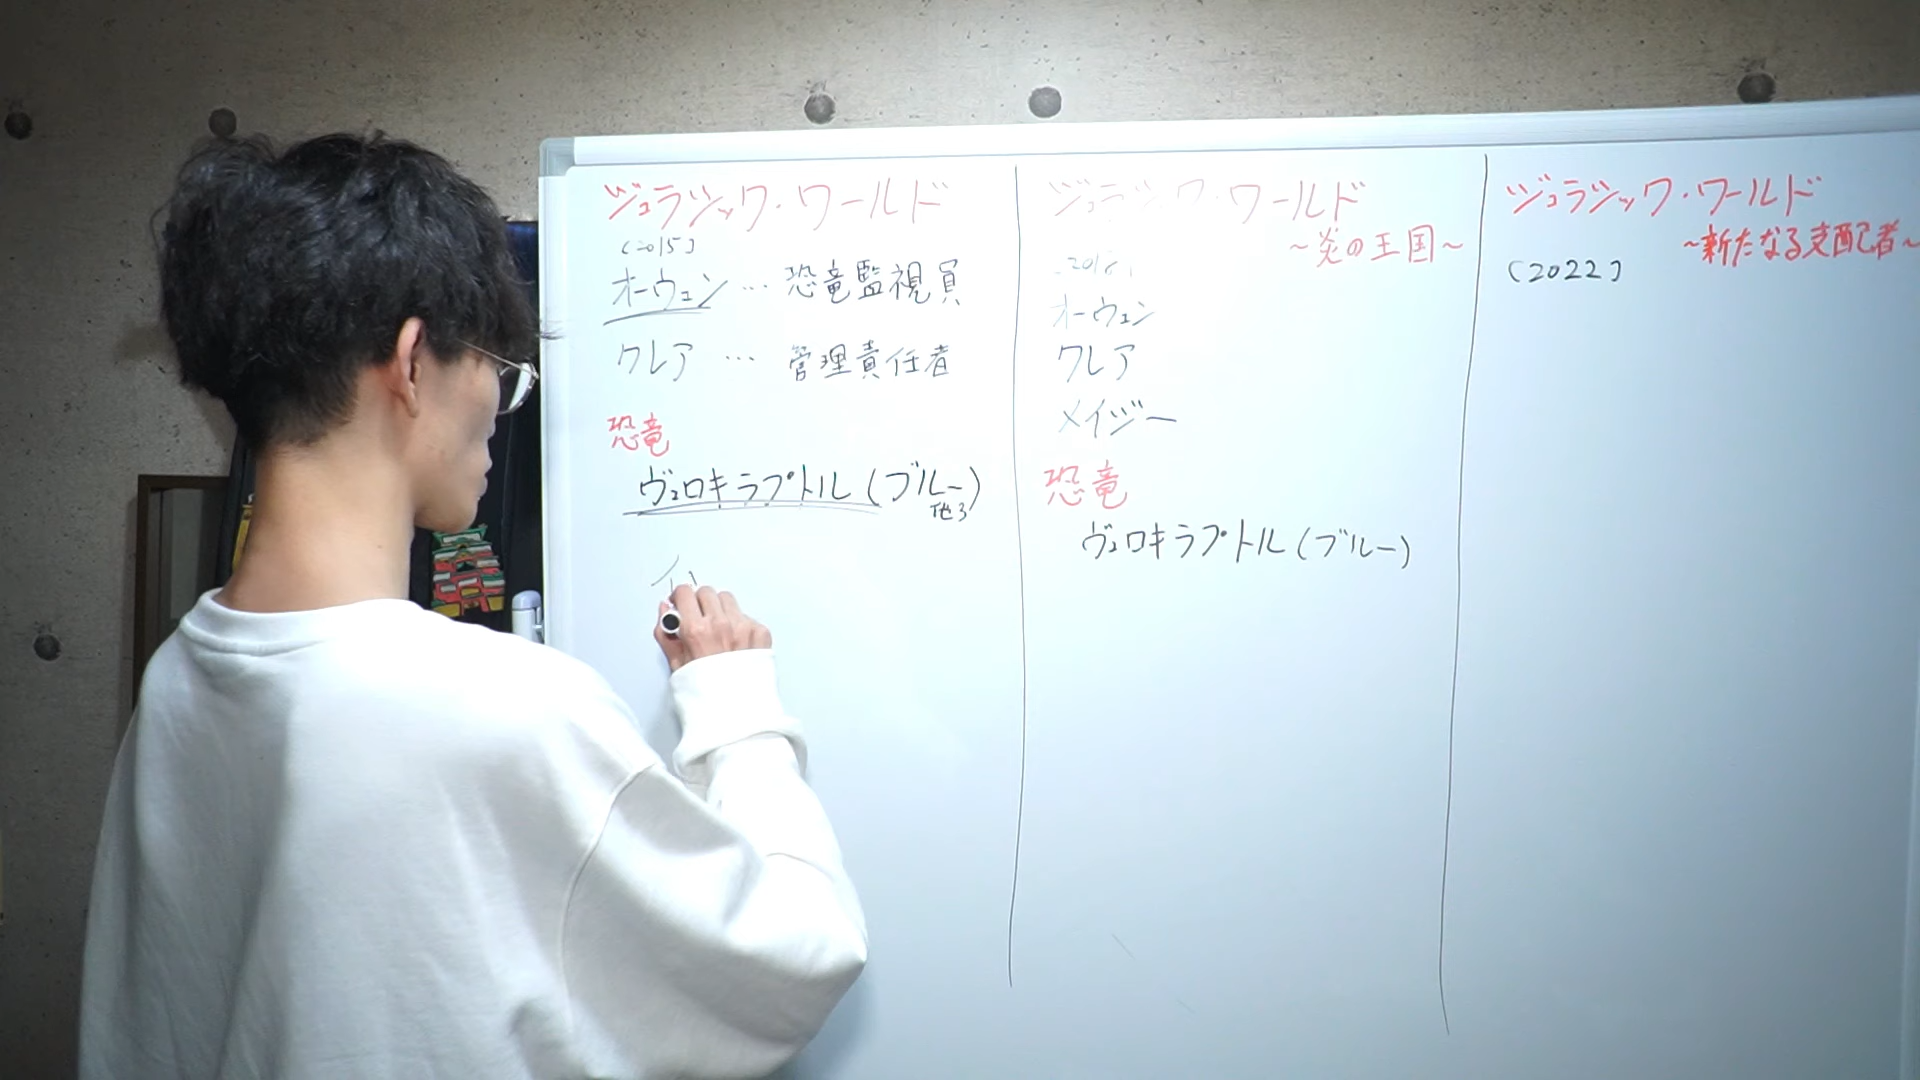 ジュラシック・ワールド
(2015)
オーウェン … 恐竜監視員
クレア … 管理責任者
恐竜
ヴェロキラプトル (ブルー)
他3
ジュラシック・ワールド
~炎の王国~
オーウェン
クレア
メイジー
恐竜
ヴェロキラプトル (ブルー)
ジュラシック・ワールド
~新たなる支配者~
(2022)